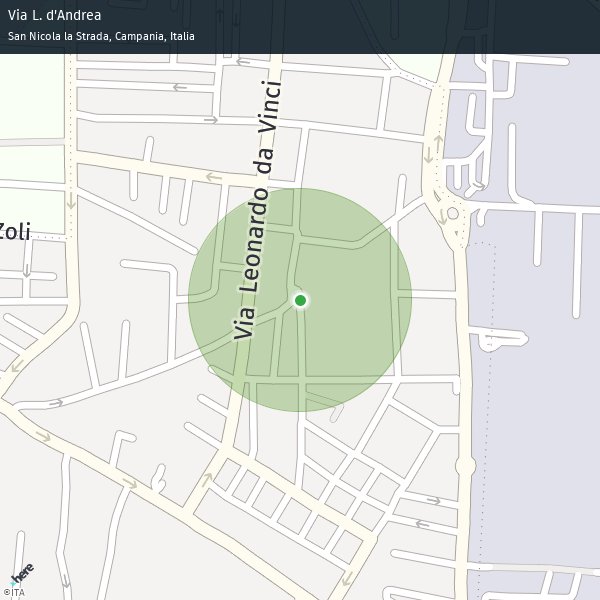 Via L. d'Andrea
San Nicola la Strada, Campania, Italia
Via Leonardo da Vinci
Zoli
here
©ITA